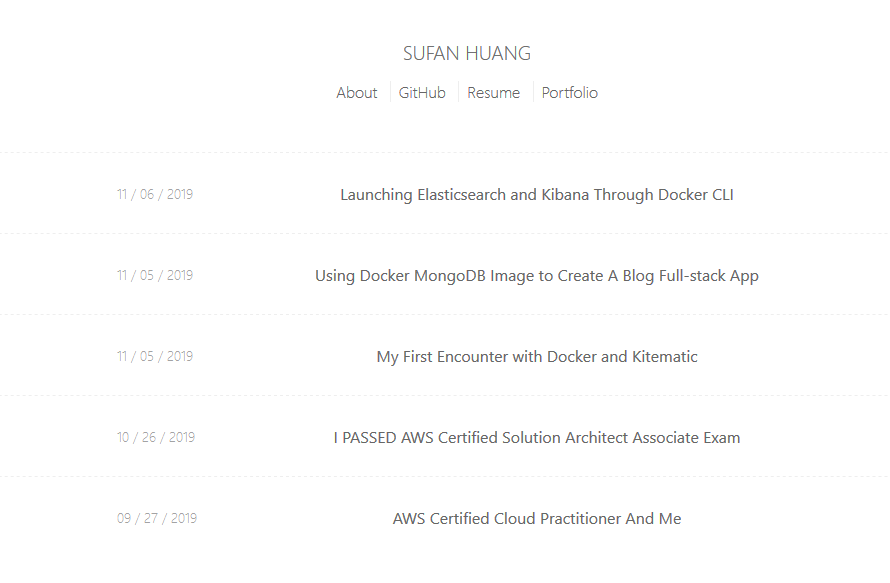 SUFAN HUANG
About GitHub Resume Portfolio
11 / 06 / 2019 Launching Elasticsearch and Kibana Through Docker CLI
11 / 05 / 2019 Using Docker MongoDB Image to Create A Blog Full-stack App
11 / 05 / 2019 My First Encounter with Docker and Kitematic
10 / 26 / 2019 I PASSED AWS Certified Solution Architect Associate Exam
09 / 27 / 2019 AWS Certified Cloud Practitioner And Me